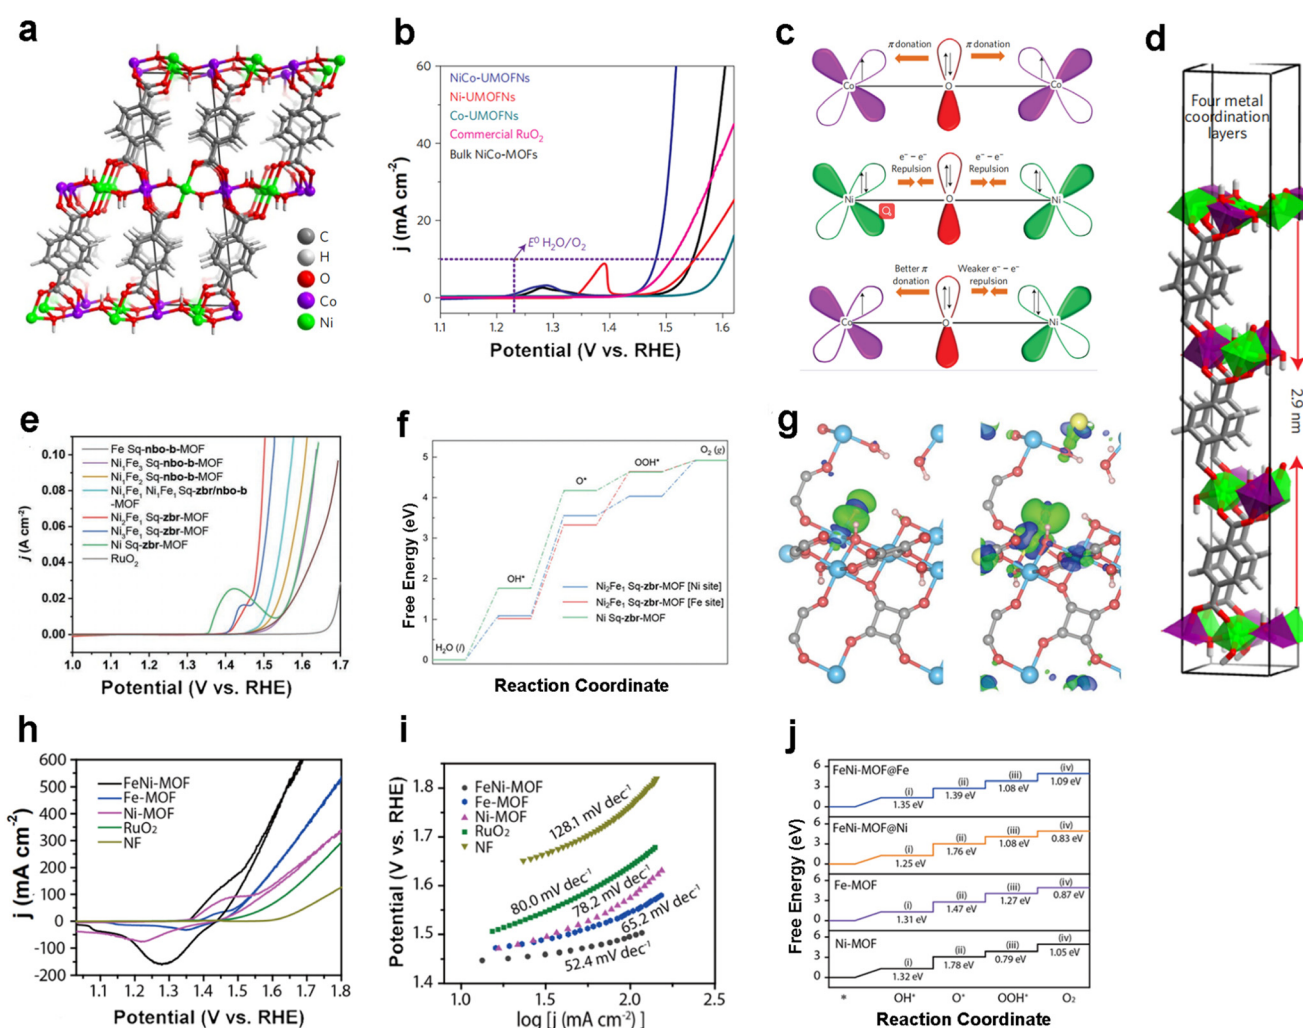 a
C
H
O
Co
Ni
b
j (mA cm⁻²)
60
40
20
0
NiCo-UMOFNs
Ni-UMOFNs
Co-UMOFNs
Commercial RuO₂
Bulk NiCo-MOFs
E⁰ H₂O/O₂
1.1 1.2 1.3 1.4 1.5 1.6
Potential (V vs. RHE)
c
π donation π donation
Co O Co
e⁻ – e⁻ e⁻ – e⁻
Repulsion Repulsion
Ni O Ni
Better π Weaker e⁻ – e⁻
donation repulsion
Co O Ni
d
Four metal
coordination
layers
2.9 nm
e
j (A cm⁻²)
0.10
0.08
0.06
0.04
0.02
0.00
Fe Sq-nbo-b-MOF
Ni₁Fe₃ Sq-nbo-b-MOF
Ni₁Fe₂ Sq-nbo-b-MOF
Ni₁Fe₁ Ni₁Fe₁ Sq-zbr/nbo-b
-MOF
Ni₂Fe₁ Sq-zbr-MOF
Ni₃Fe₁ Sq-zbr-MOF
Ni Sq-zbr-MOF
RuO₂
1.0 1.1 1.2 1.3 1.4 1.5 1.6 1.7
Potential (V vs. RHE)
f
Free Energy (eV)
5
4
3
2
1
0
H₂O (l)
OH*
O*
OOH*
O₂ (g)
Ni₂Fe₁ Sq-zbr-MOF [Ni site]
Ni₂Fe₁ Sq-zbr-MOF [Fe site]
Ni Sq-zbr-MOF
Reaction Coordinate
g
h
j (mA cm⁻²)
600
500
400
300
200
100
0
-100
-200
FeNi-MOF
Fe-MOF
Ni-MOF
RuO₂
NF
1.1 1.2 1.3 1.4 1.5 1.6 1.7 1.8
Potential (V vs. RHE)
i
Potential (V vs. RHE)
1.8
1.7
1.6
1.5
1.4
FeNi-MOF
Fe-MOF
Ni-MOF
RuO₂
NF
128.1 mV dec⁻¹
80.0 mV dec⁻¹
78.2 mV dec⁻¹
65.2 mV dec⁻¹
52.4 mV dec⁻¹
1.0 1.5 2.0 2.5
log [j (mA cm⁻²) ]
j
Free Energy (eV)
6
3
0
FeNi-MOF@Fe
(i) (ii) (iii) (iv)
1.35 eV 1.39 eV 1.08 eV 1.09 eV
6
3
0
FeNi-MOF@Ni
(i) (ii) (iii) (iv)
1.25 eV 1.76 eV 1.08 eV 0.83 eV
6
3
0
Fe-MOF
(i) (ii) (iii) (iv)
1.31 eV 1.47 eV 1.27 eV 0.87 eV
6
3
0
Ni-MOF
(i) (ii) (iii) (iv)
1.32 eV 1.78 eV 0.79 eV 1.05 eV
* OH* O* OOH* O₂
Reaction Coordinate